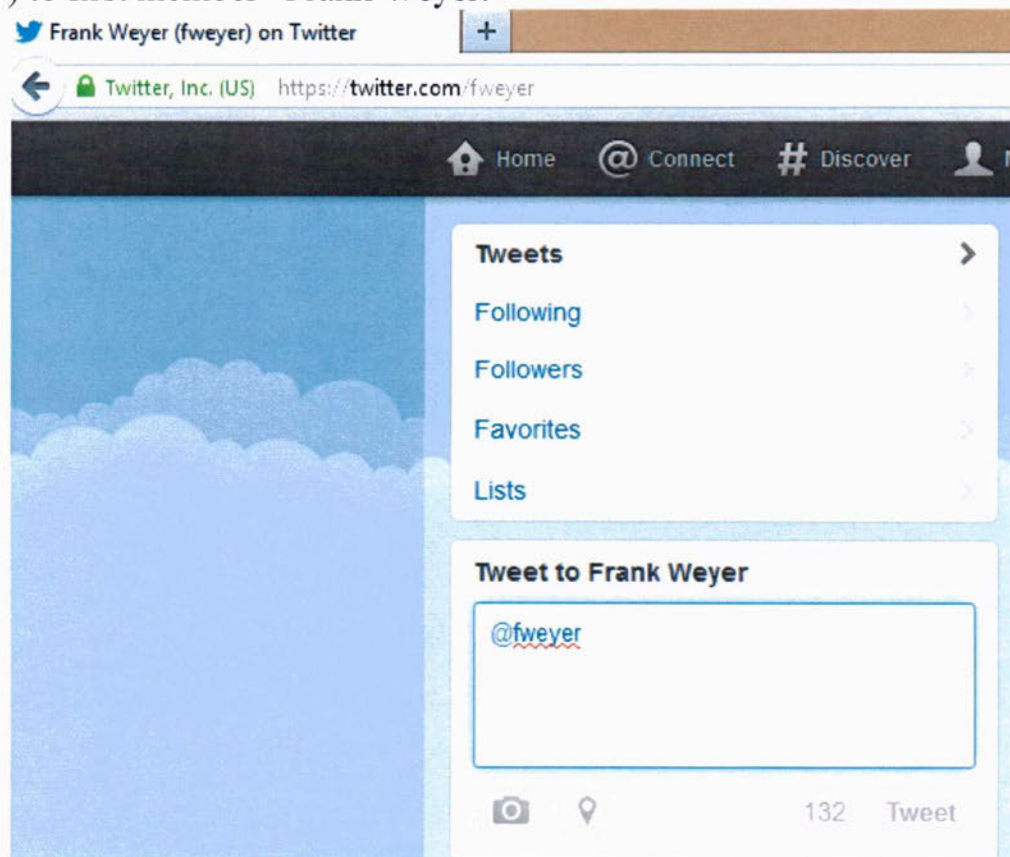 Frank Weyer (fweyer) on Twitter +
Twitter, Inc. (US) https://twitter.com/fweyer
Home @ Connect # Discover
Tweets
Following
Followers
Favorites
Lists
Tweet to Frank Weyer
@fweyer
132 Tweet